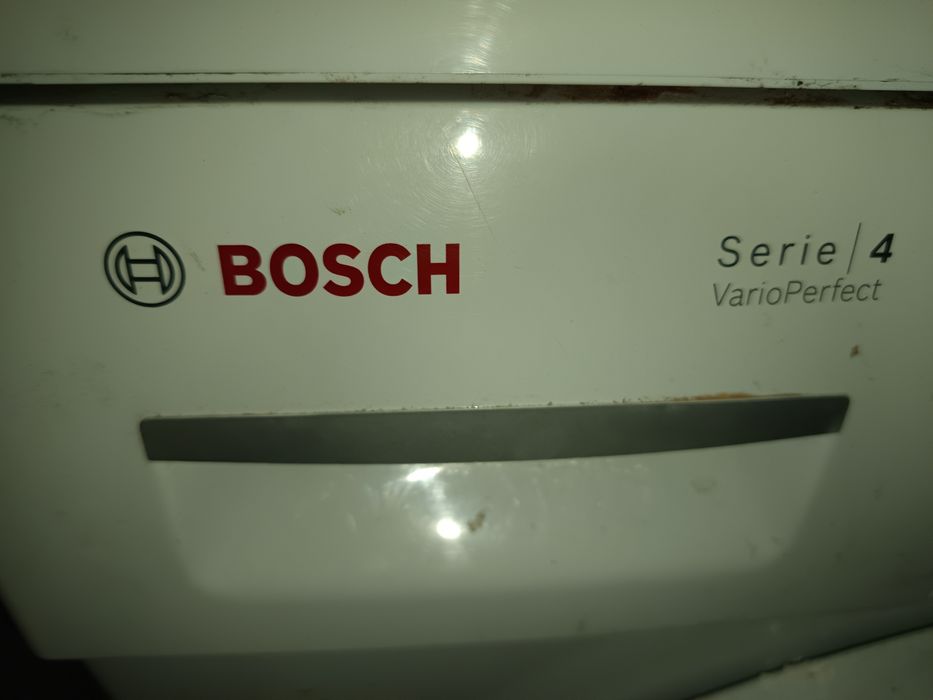 BOSCH
Serie | 4
VarioPerfect